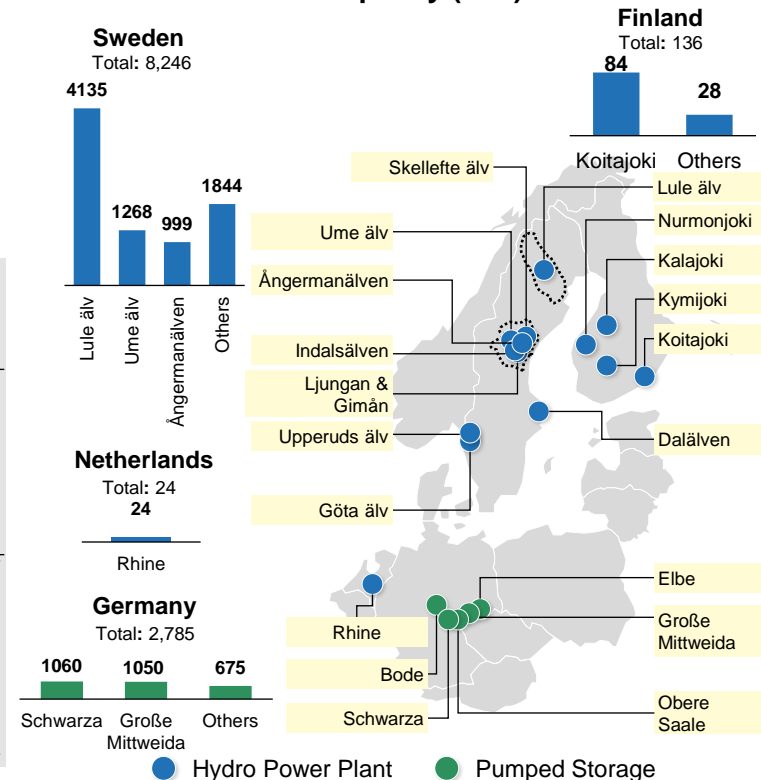 Finland
Total: 136
84
28
Koitajoki Others
Sweden
Total: 8,246
4135
1268
999
1844
Lule älv
Ume älv
Ångermanälven
Others
Netherlands
Total: 24
24
Rhine
Germany
Total: 2,785
1060
1050
675
Schwarza
Große
Mittweida
Others
Skellefte älv
Ume älv
Ångermanälven
Indalsälven
Ljungan &
Gimån
Upperuds älv
Göta älv
Lule älv
Nurmonjoki
Kalajoki
Kymijoki
Koitajoki
Dalälven
Rhine
Bode
Schwarza
Elbe
Große
Mittweida
Obere
Saale
Hydro Power Plant
Pumped Storage